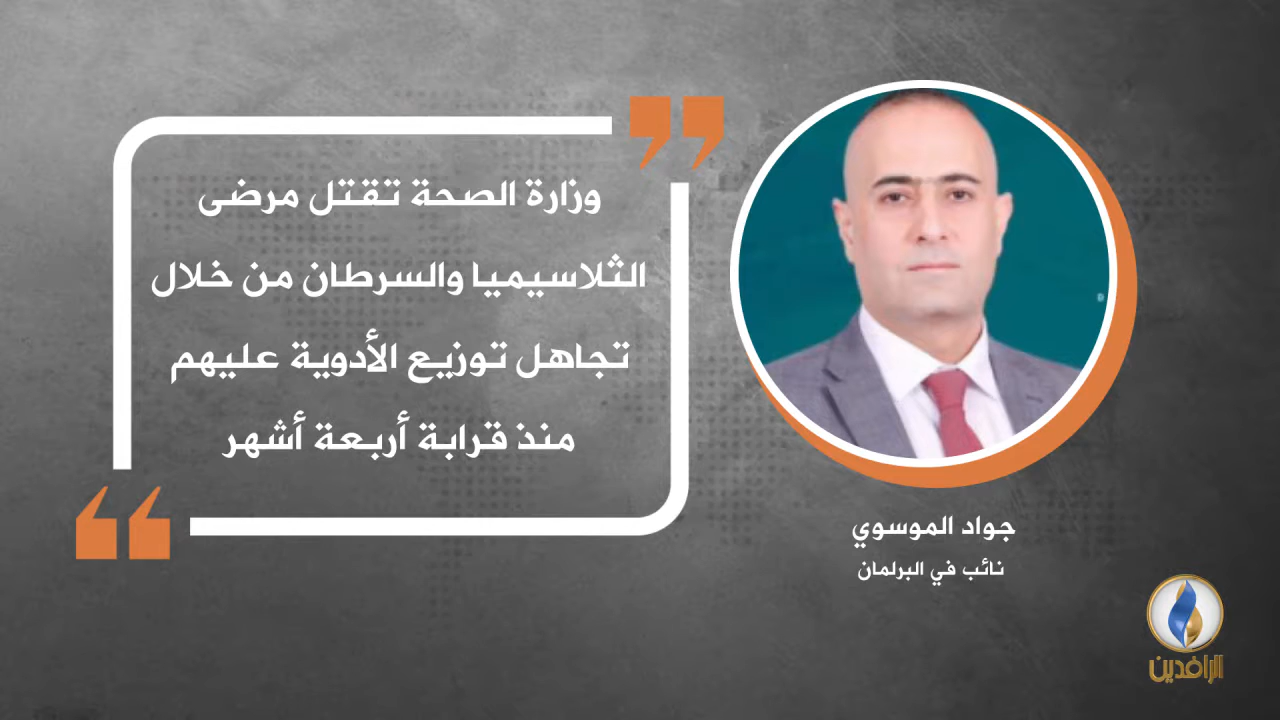 وزارة الصحة تقتل مرضى
الثلاسيميا والسرطان من خلال
تجاهل توزيع الأدوية عليهم
منذ قرابة أربعة أشهر
جواد الموسوي
نائب في البرلمان
الرافدين